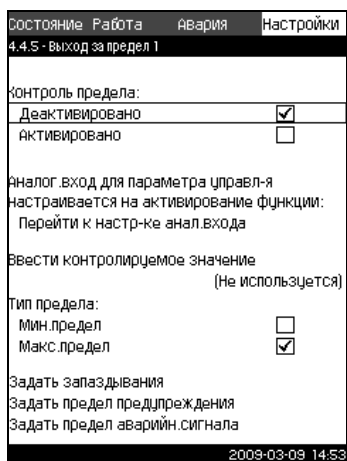 Состояние Работа Авария Настройки
4.4.5 - Выход за предел 1
Контроль предела:
Деактивировано
Активировано
Аналог.вход для параметра управл-я
настраивается на активирование функции:
Перейти к настр-ке анал.входа
Ввести контролируемое значение
(Не используется)
Тип предела:
Мин.предел
Макс.предел
Задать запаздывания
Задать предел предупреждения
Задать предел аварийн.сигнала
2009-03-09 14:53